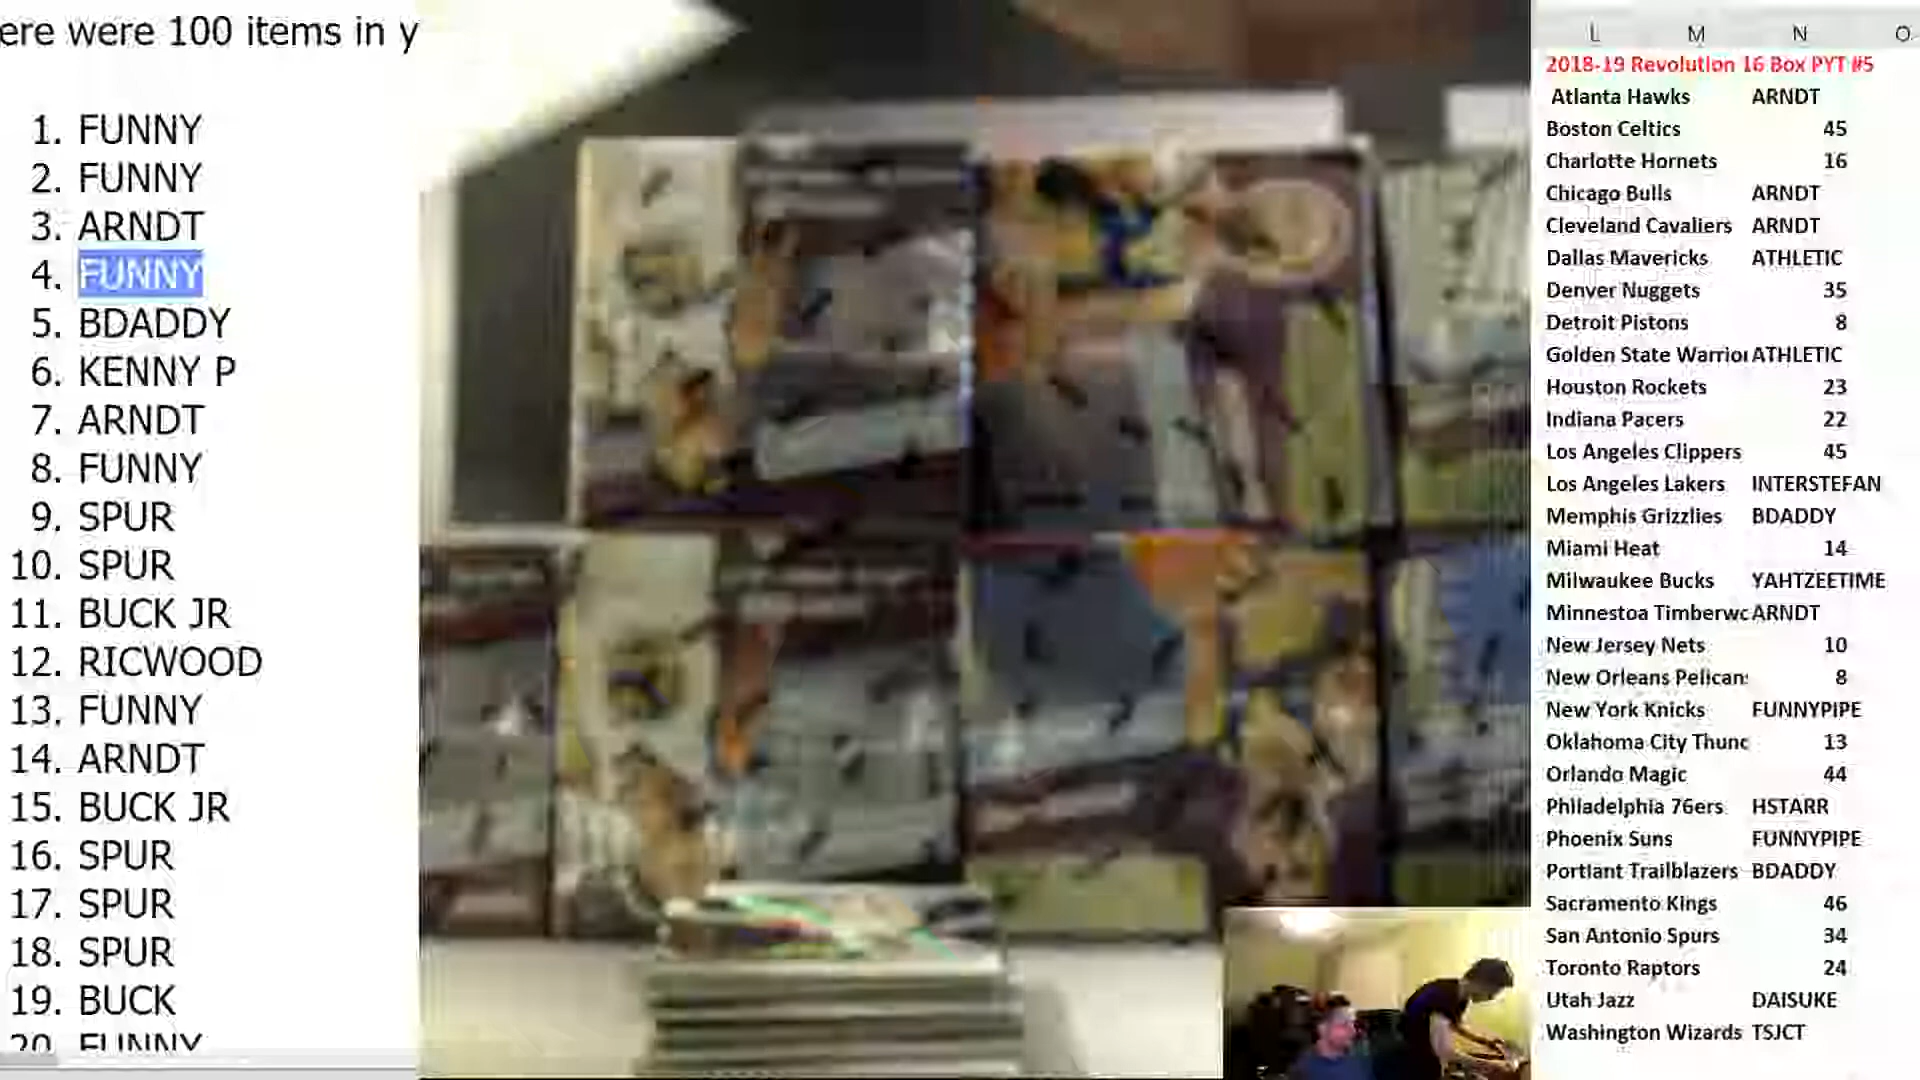 ere were 100 items in y
1. FUNNY
2. FUNNY
3. ARNDT
4. FUNNY
5. BDADDY
6. KENNY P
7. ARNDT
8. FUNNY
9. SPUR
10. SPUR
11. BUCK JR
12. RICWOOD
13. FUNNY
14. ARNDT
15. BUCK JR
16. SPUR
17. SPUR
18. SPUR
19. BUCK
20. FUNNY
L M N O
2018-19 Revolution 16 Box PYT #5
Atlanta Hawks ARNDT
Boston Celtics 45
Charlotte Hornets 16
Chicago Bulls ARNDT
Cleveland Cavaliers ARNDT
Dallas Mavericks ATHLETIC
Denver Nuggets 35
Detroit Pistons 8
Golden State Warrior ATHLETIC
Houston Rockets 23
Indiana Pacers 22
Los Angeles Clippers 45
Los Angeles Lakers INTERSTEFAN
Memphis Grizzlies BDADDY
Miami Heat 14
Milwaukee Bucks YAHTZEETIME
Minnestoa Timberwo ARNDT
New Jersey Nets 10
New Orleans Pelicans 8
New York Knicks FUNNYPIPE
Oklahoma City Thund 13
Orlando Magic 44
Philadelphia 76ers HSTARR
Phoenix Suns FUNNYPIPE
Portlant Trailblazers BDADDY
Sacramento Kings 46
San Antonio Spurs 34
Toronto Raptors 24
Utah Jazz DAISUKE
Washington Wizards TSJCT